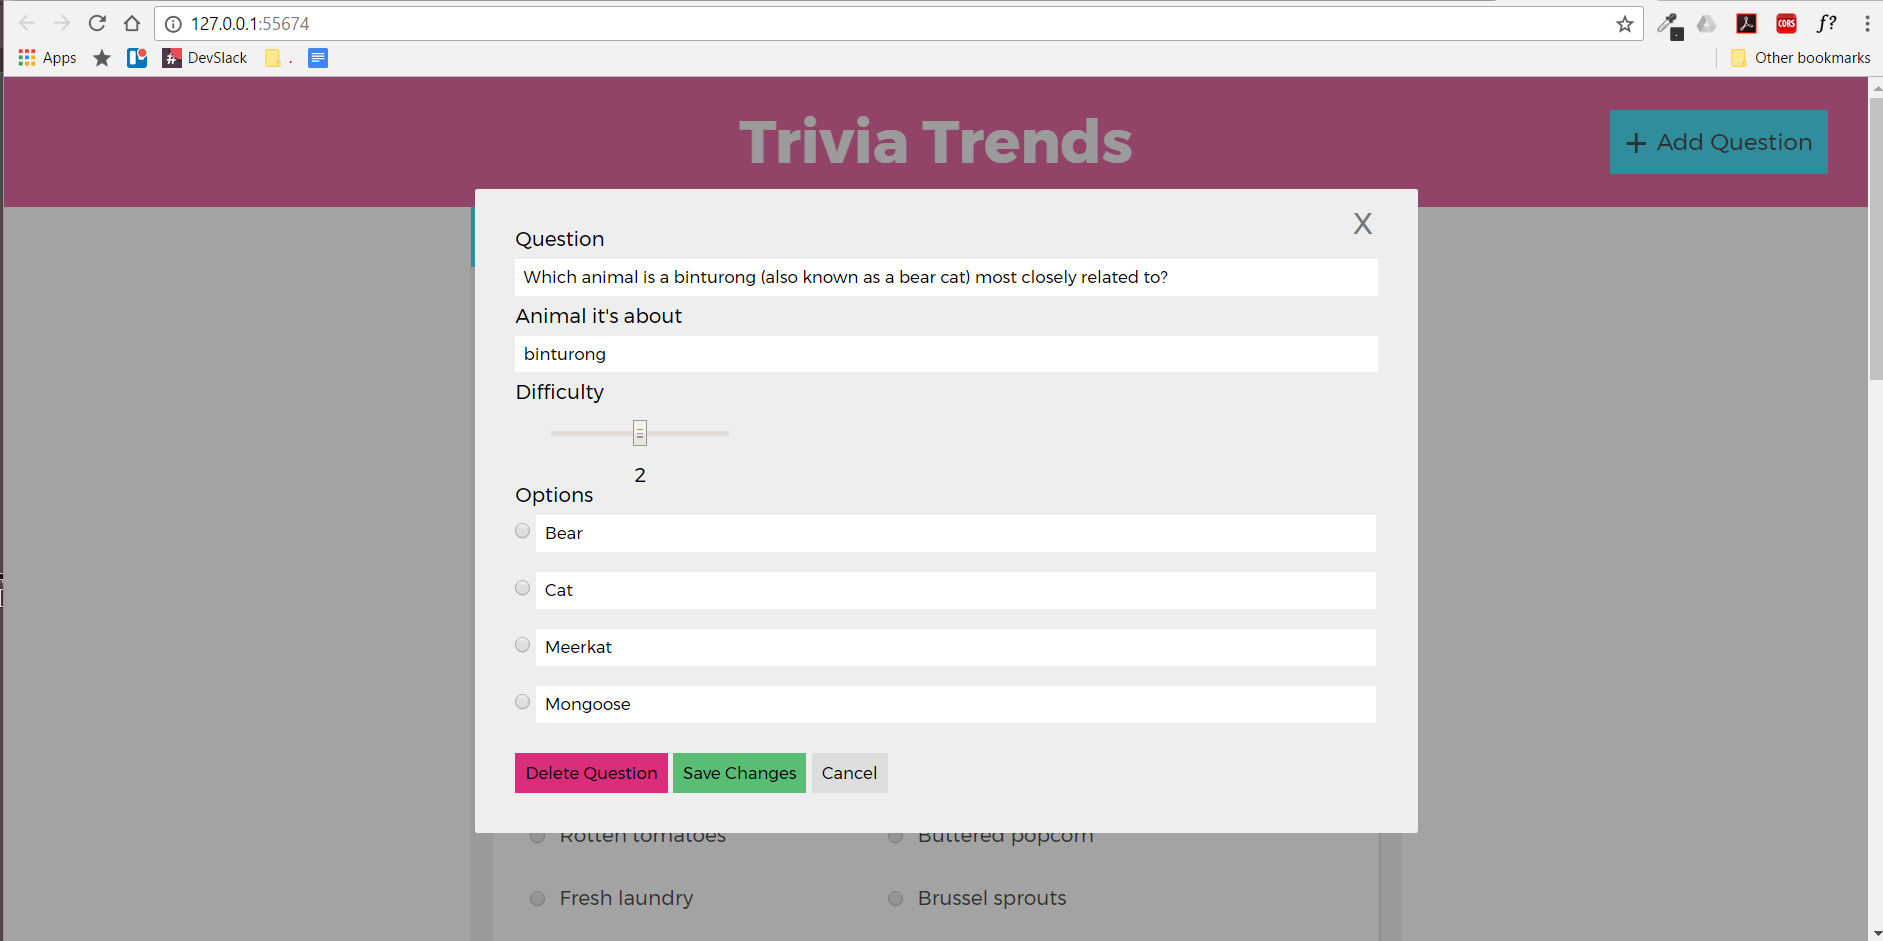 127.0.0.1:55674
CORS
f?
Apps
DevSlack
.
Other bookmarks
Trivia Trends
+ Add Question
X
Question
Which animal is a binturong (also known as a bear cat) most closely related to?
Animal it's about
binturong
Difficulty
2
Options
Bear
Cat
Meerkat
Mongoose
Delete Question Save Changes Cancel
Rotten tomatoes Buttered popcorn
Fresh laundry Brussel sprouts